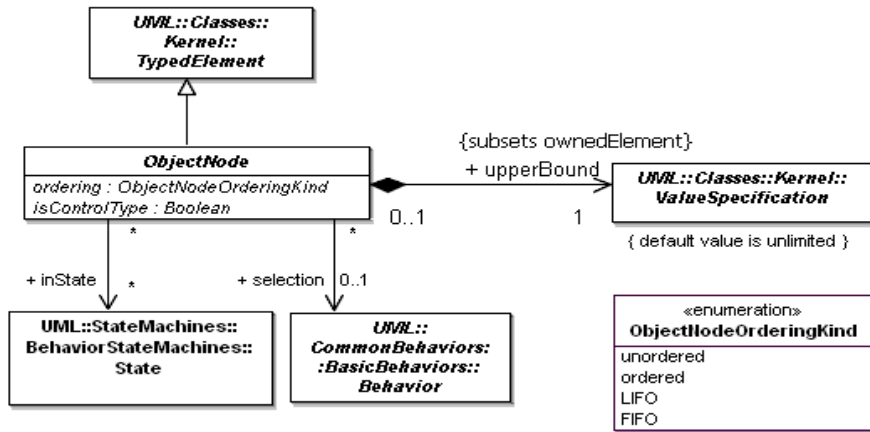 UML::Classes::
Kernel::
TypedElement
ObjectNode
ordering : ObjectNodeOrderingKind
isControlType : Boolean
{subsets ownedElement}
+ upperBound
0..1
1
UML::Classes::Kernel::
ValueSpecification
{ default value is unlimited }
*
*
+ inState
*
+ selection
0..1
UML::StateMachines::
BehaviorStateMachines::
State
UML::
CommonBehaviors:
:BasicBehaviors::
Behavior
«enumeration»
ObjectNodeOrderingKind
unordered
ordered
LIFO
FIFO